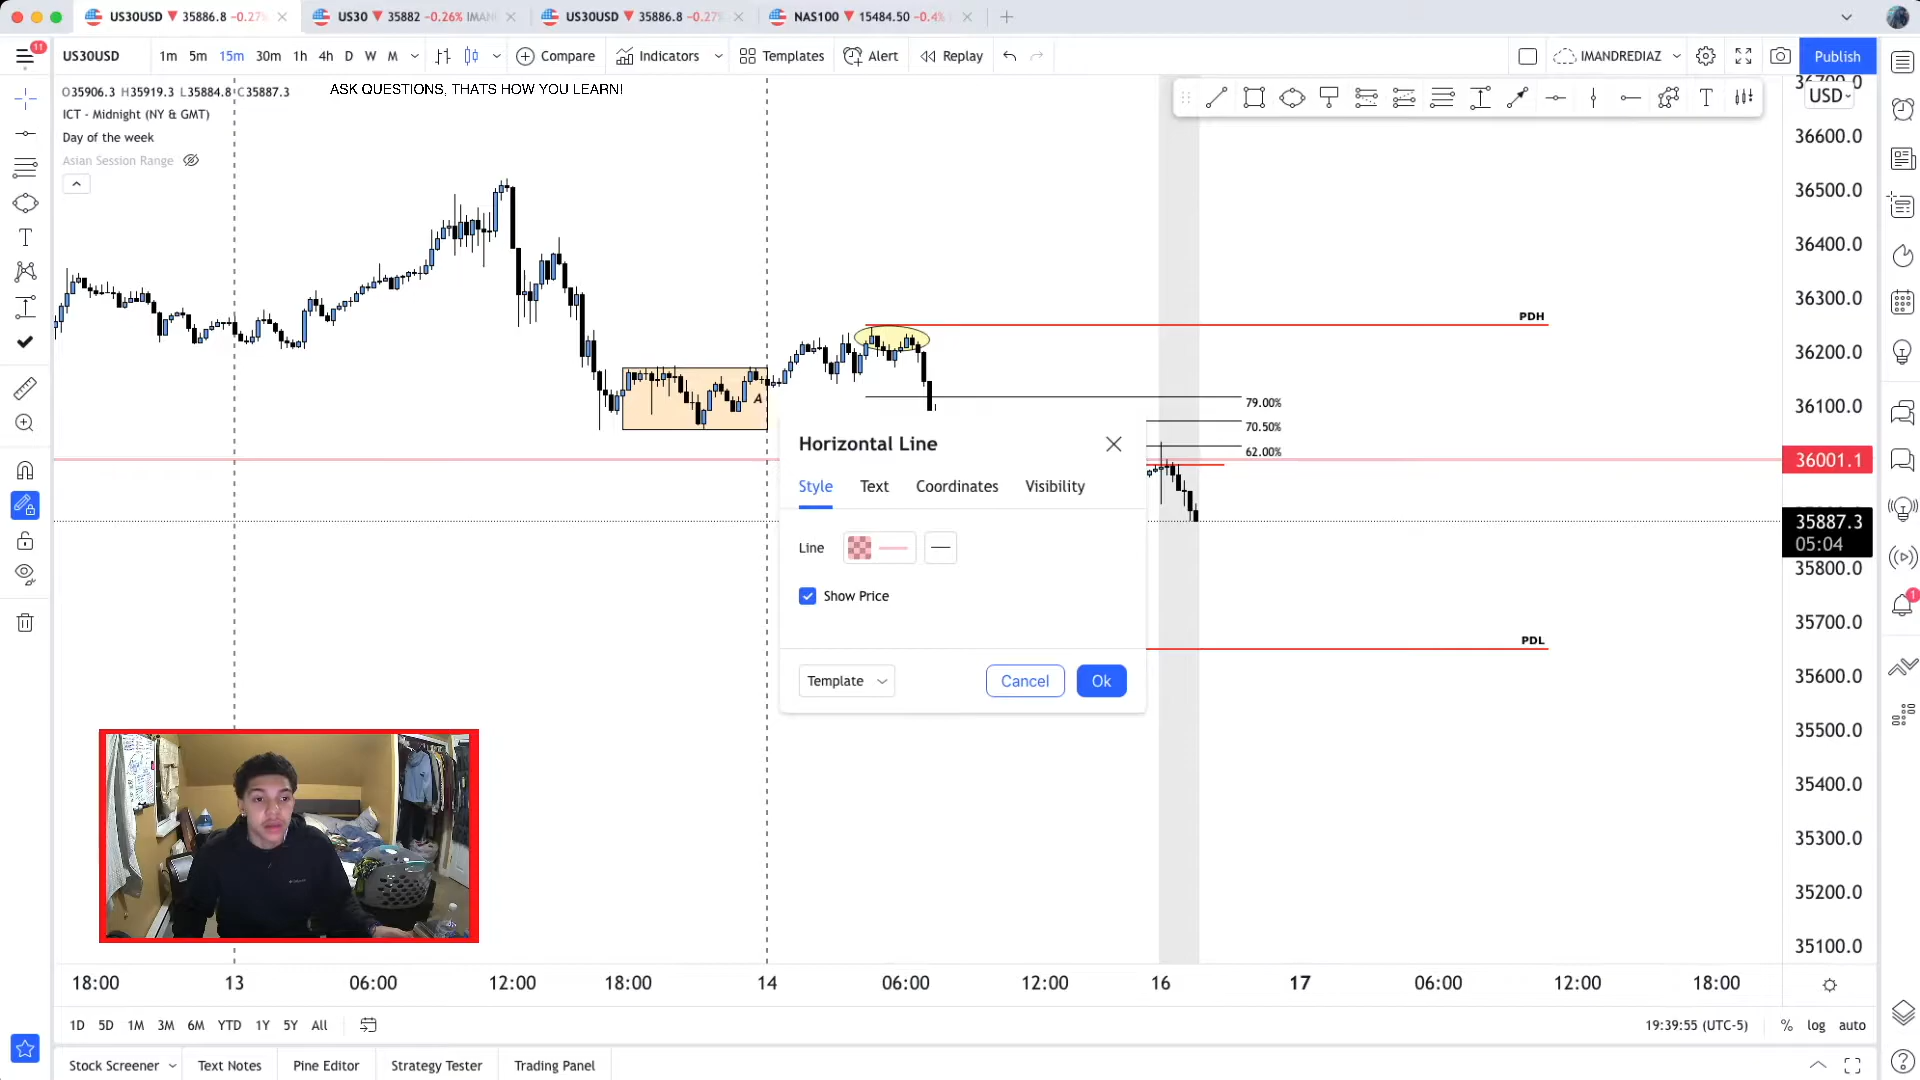 US30USD ▼ 35886.8 -0.27%
US30 ▼ 35882 -0.26% IMAN
US30USD ▼ 35886.8 -0.27%
NAS100 ▼ 15484.50 -0.4%
11
US30USD
1m 5m 15m 30m 1h 4h D W M
Compare
Indicators
Templates
Alert
Replay
IMANDREDIAZ
Publish
O35906.3 H35919.3 L35884.8 C35887.3
ASK QUESTIONS, THATS HOW YOU LEARN!
ICT - Midnight (NY & GMT)
Day of the week
Asian Session Range
T
USD
36700.0
36600.0
36500.0
36400.0
36300.0
36200.0
36100.0
36001.1
35887.3
05:04
35800.0
35700.0
35600.0
35500.0
35400.0
35300.0
35200.0
35100.0
PDH
79.00%
70.50%
62.00%
A
PDL
Horizontal Line
Style Text Coordinates Visibility
Line
Show Price
Template
Cancel
Ok
1
18:00 13 06:00 12:00 18:00 14 06:00 12:00 16 17 06:00 12:00 18:00
1D 5D 1M 3M 6M YTD 1Y 5Y All
19:39:55 (UTC-5) % log auto
Stock Screener Text Notes Pine Editor Strategy Tester Trading Panel